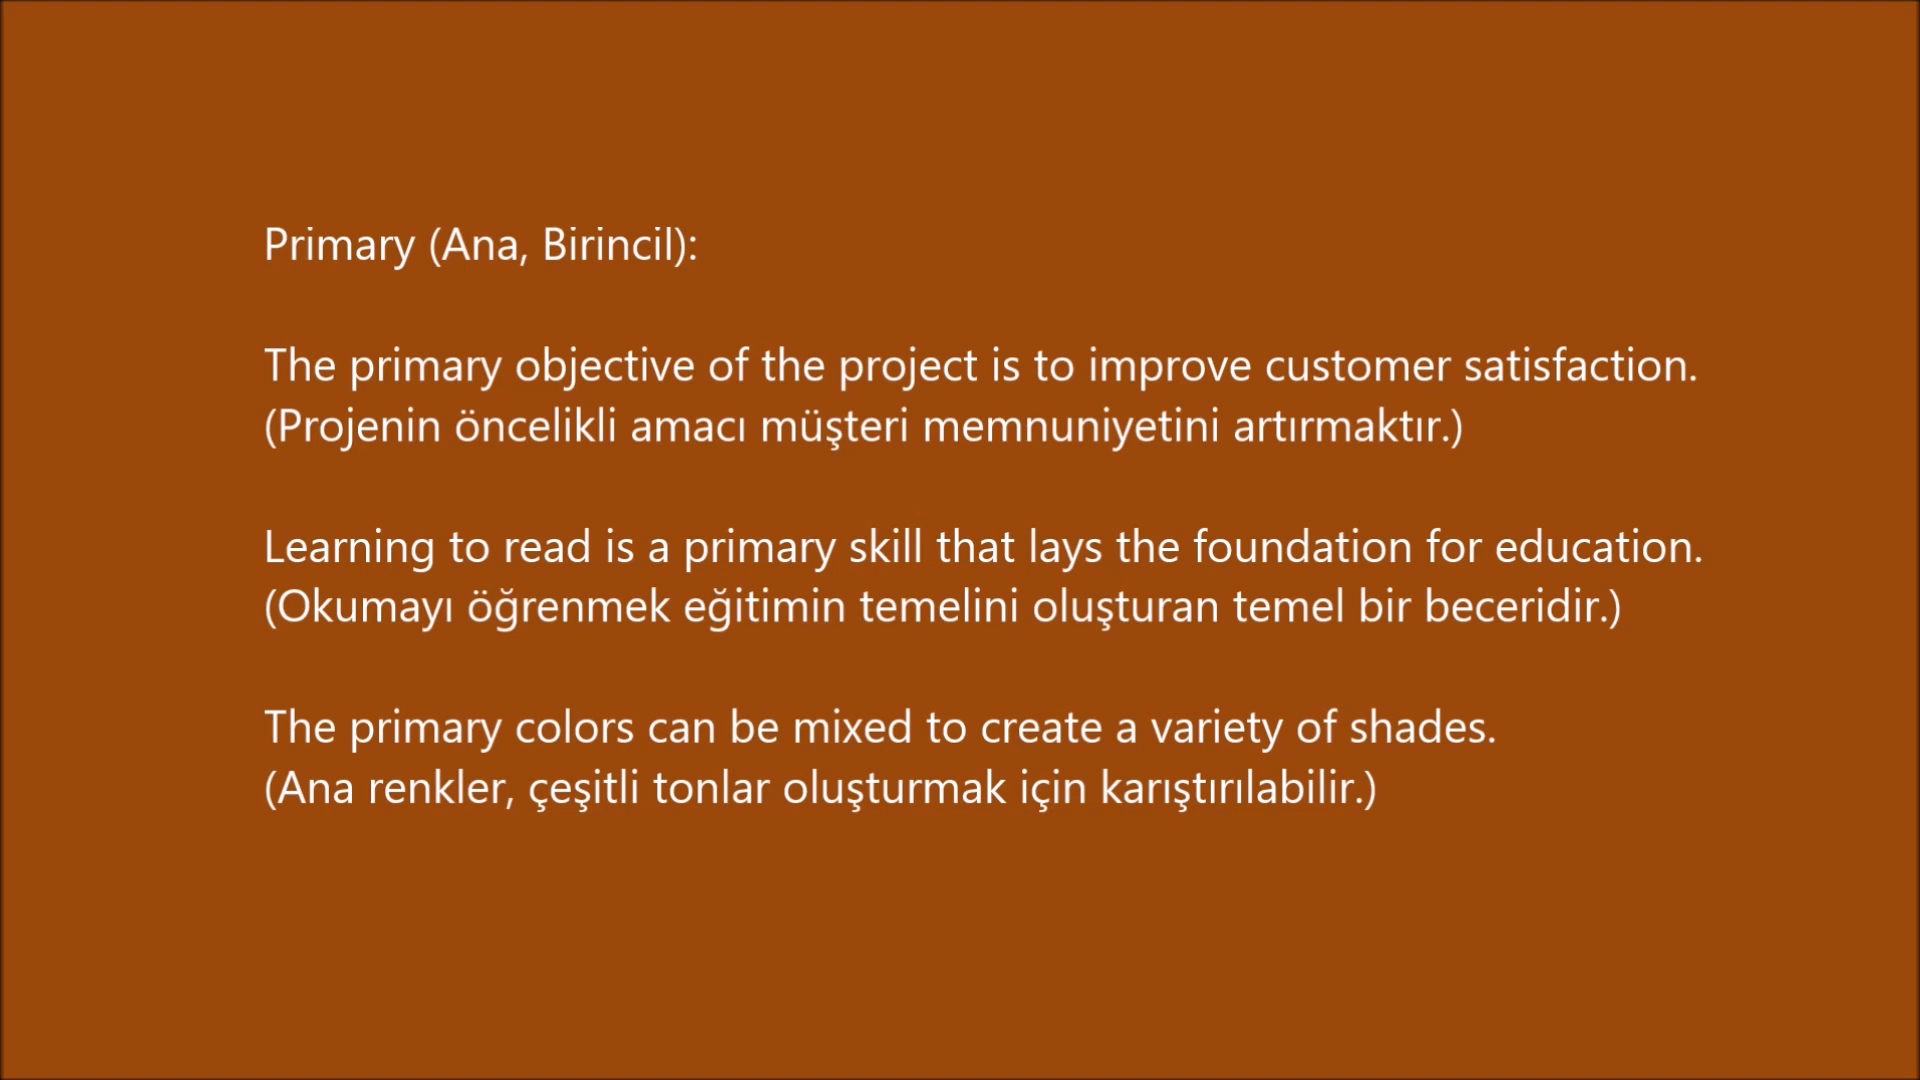 Primary (Ana, Birincil):
The primary objective of the project is to improve customer satisfaction.
(Projenin öncelikli amacı müşteri memnuniyetini artırmaktır.)
Learning to read is a primary skill that lays the foundation for education.
(Okumayı öğrenmek eğitimin temelini oluşturan temel bir beceridir.)
The primary colors can be mixed to create a variety of shades.
(Ana renkler, çeşitli tonlar oluşturmak için karıştırılabilir.)